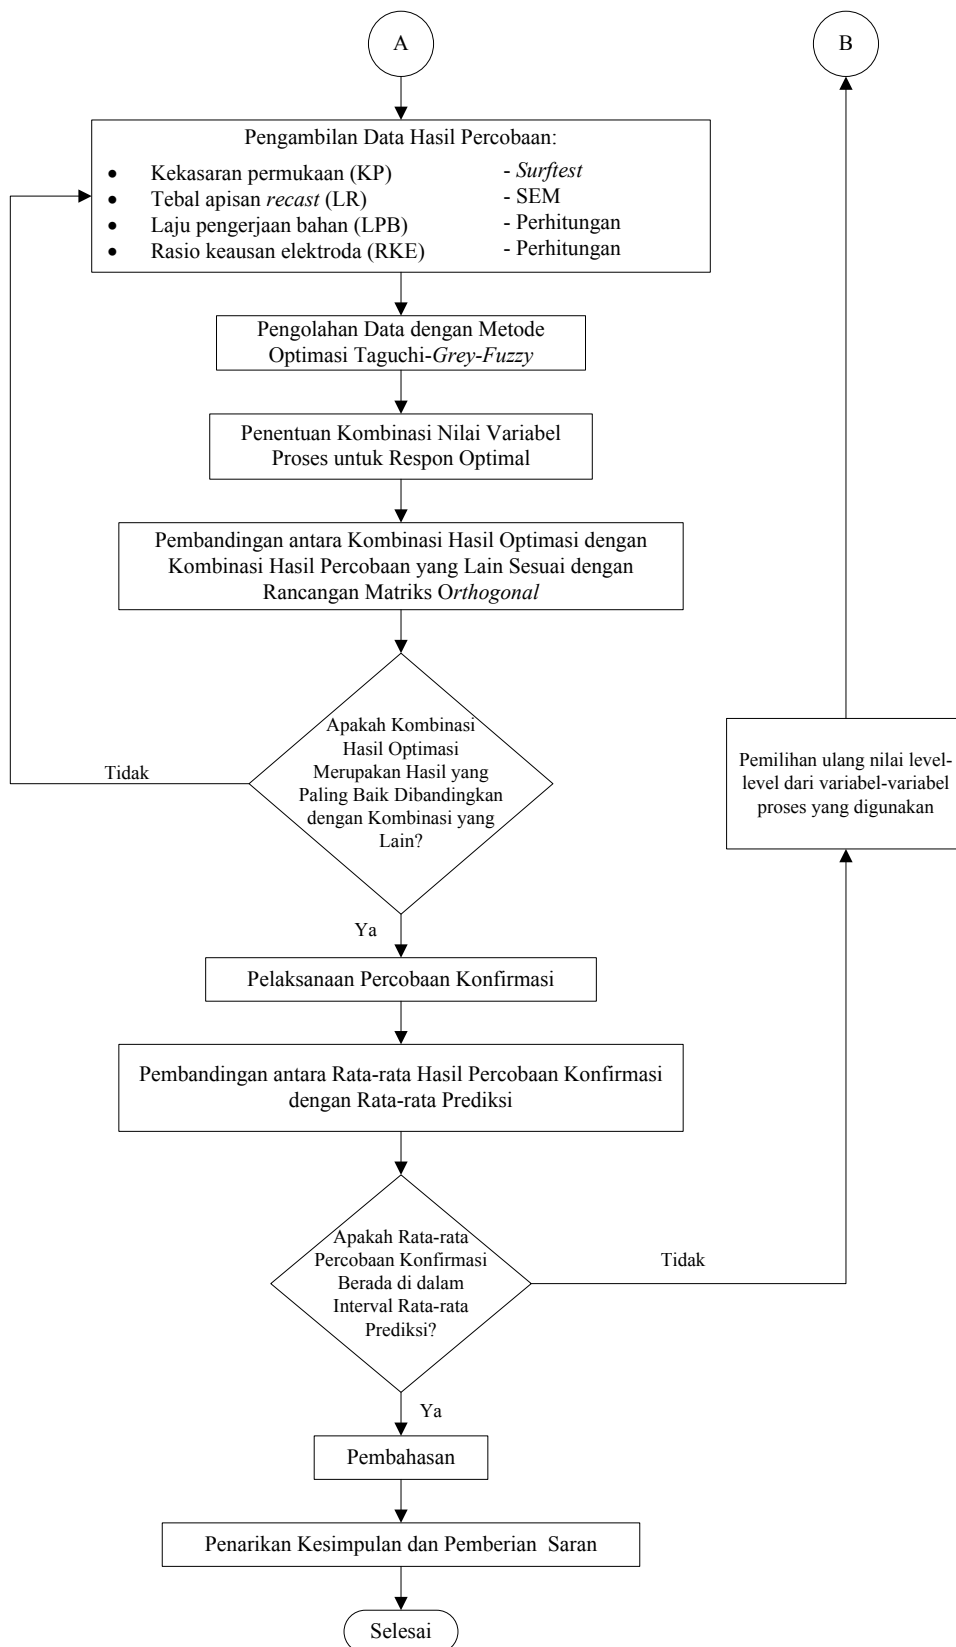 A
B
Pengambilan Data Hasil Percobaan:
• Kekasaran permukaan (KP) - Surftest
• Tebal apisan recast (LR) - SEM
• Laju pengerjaan bahan (LPB) - Perhitungan
• Rasio keausan elektroda (RKE) - Perhitungan
Pengolahan Data dengan Metode
Optimasi Taguchi-Grey-Fuzzy
Penentuan Kombinasi Nilai Variabel
Proses untuk Respon Optimal
Pembandingan antara Kombinasi Hasil Optimasi dengan
Kombinasi Hasil Percobaan yang Lain Sesuai dengan
Rancangan Matriks Orthogonal
Apakah Kombinasi
Hasil Optimasi
Merupakan Hasil yang
Paling Baik Dibandingkan
dengan Kombinasi yang
Lain?
Tidak
Pemilihan ulang nilai level-
level dari variabel-variabel
proses yang digunakan
Ya
Pelaksanaan Percobaan Konfirmasi
Pembandingan antara Rata-rata Hasil Percobaan Konfirmasi
dengan Rata-rata Prediksi
Apakah Rata-rata
Percobaan Konfirmasi
Berada di dalam
Interval Rata-rata
Prediksi?
Tidak
Ya
Pembahasan
Penarikan Kesimpulan dan Pemberian Saran
Selesai